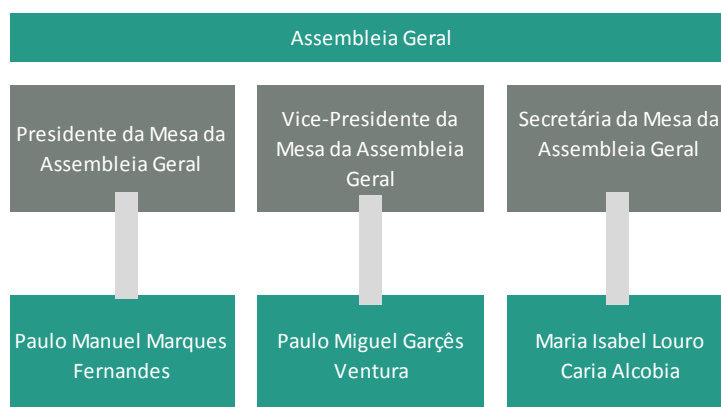 Assembleia Geral
Presidente da Mesa da
Assembleia Geral
Vice-Presidente da
Mesa da Assembleia
Geral
Secretária da Mesa da
Assembleia Geral
Paulo Manuel Marques
Fernandes
Paulo Miguel Garçês
Ventura
Maria Isabel Louro
Caria Alcobia